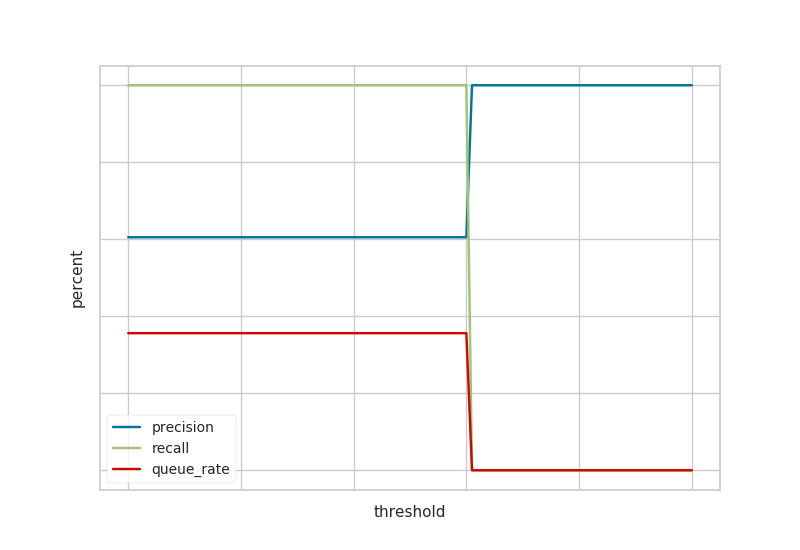 percent
precision
recall
queue_rate
threshold